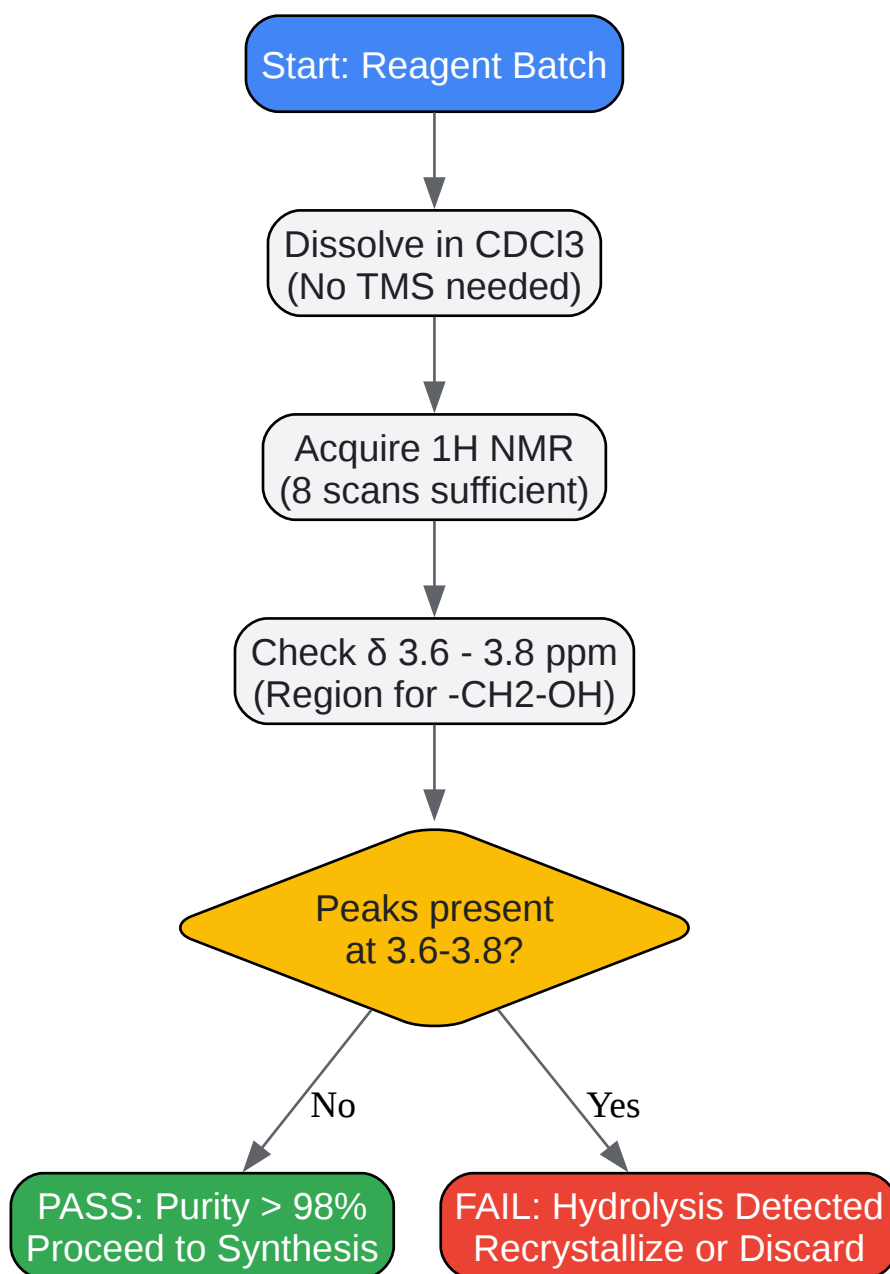 Start: Reagent Batch
Dissolve in CDCl3
(No TMS needed)
Acquire 1H NMR
(8 scans sufficient)
Check δ 3.6 - 3.8 ppm
(Region for -CH2-OH)
Peaks present
at 3.6-3.8?
No
Yes
PASS: Purity > 98%
Proceed to Synthesis
FAIL: Hydrolysis Detected
Recrystallize or Discard